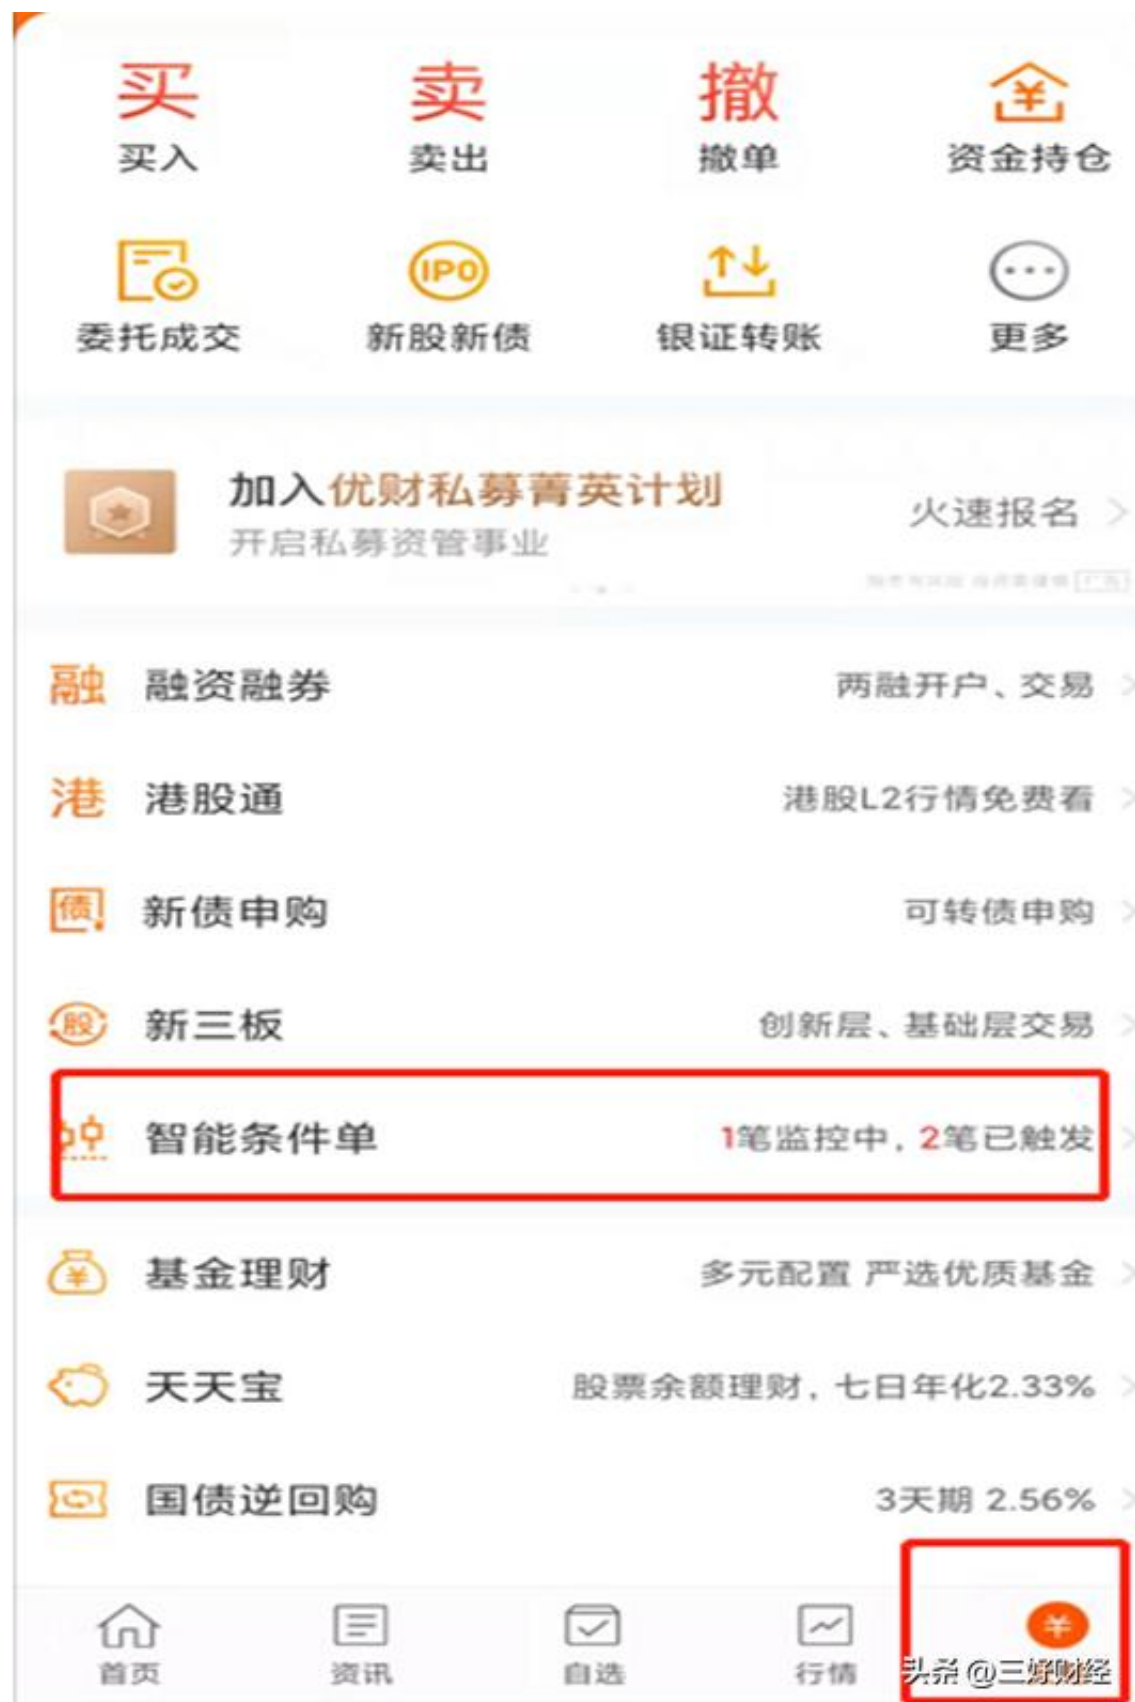 买 卖 撤
买入 卖出 撤单 资金持仓
IPO
委托成交 新股新债 银证转账 更多
加入优财私募菁英计划
开启私募资管事业
火速报名
广告
融 融资融券 两融开户、交易
港 港股通 港股L2行情免费看
债 新债申购 可转债申购
股 新三板 创新层、基础层交易
智能条件单 1笔监控中，2笔已触发
基金理财 多元配置 严选优质基金
天天宝 股票余额理财，七日年化2.33%
国债逆回购 3天期 2.56%
首页 资讯 自选 行情
头条 @三好财经